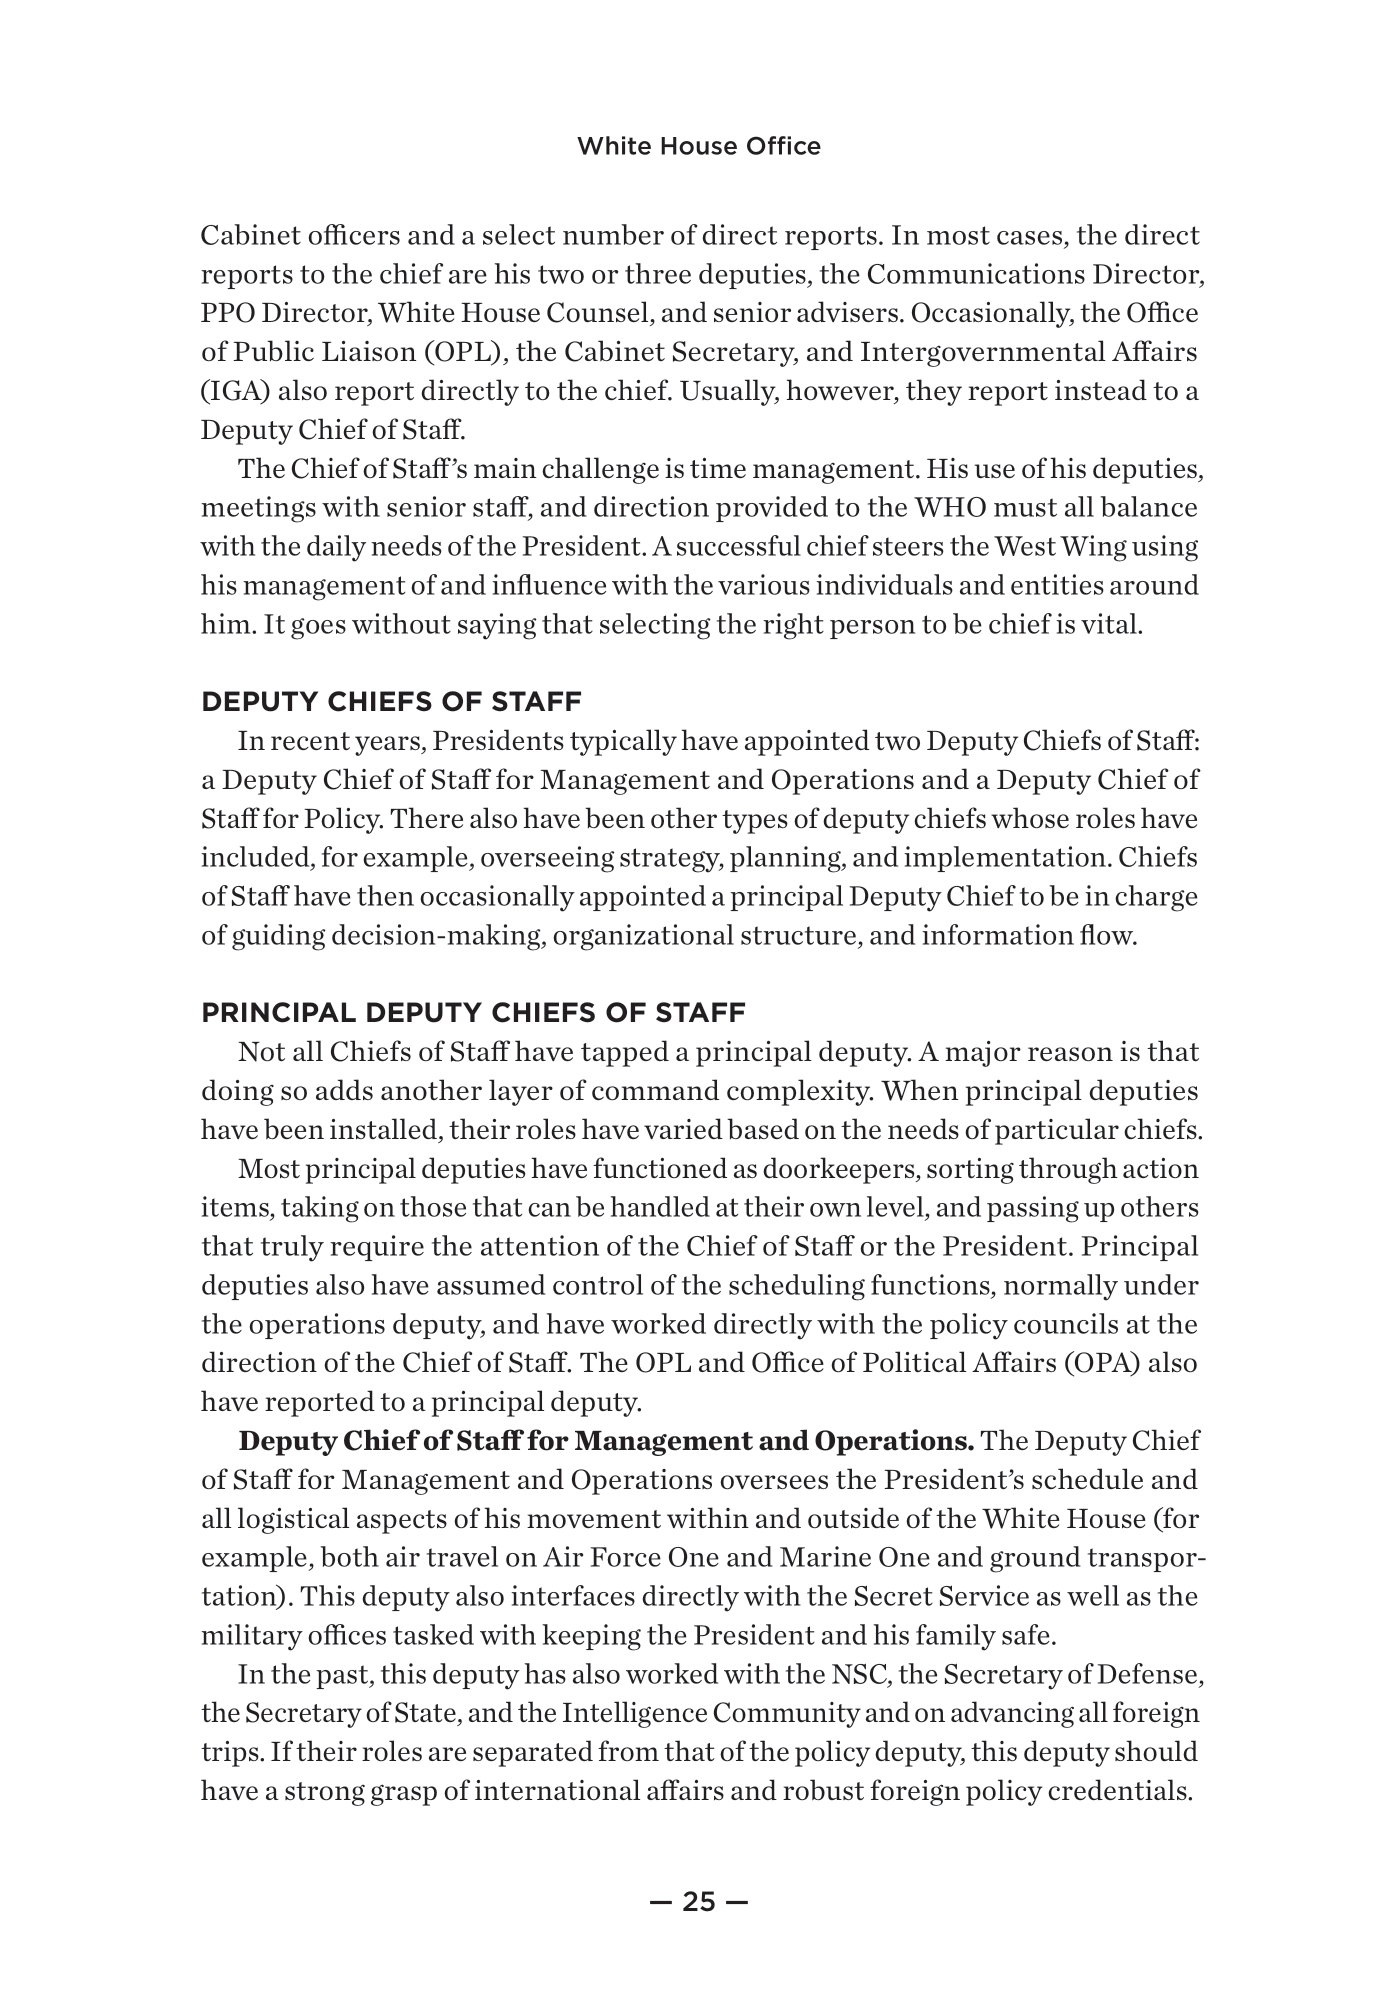 White House Office
Cabinet officers and a select number of direct reports. In most cases, the direct
reports to the chief are his two or three deputies, the Communications Director,
PPO Director, White House Counsel, and senior advisers. Occasionally, the Office
of Public Liaison (OPL), the Cabinet Secretary, and Intergovernmental Affairs
(IGA) also report directly to the chief. Usually, however, they report instead to a
Deputy Chief of Staff.
The Chief of Staff’s main challenge is time management. His use of his deputies,
meetings with senior staff, and direction provided to the WHO must all balance
with the daily needs of the President. A successful chief steers the West Wing using
his management of and influence with the various individuals and entities around
him. It goes without saying that selecting the right person to be chief is vital.
DEPUTY CHIEFS OF STAFF
In recent years, Presidents typically have appointed two Deputy Chiefs of Staff:
a Deputy Chief of Staff for Management and Operations and a Deputy Chief of
Staff for Policy. There also have been other types of deputy chiefs whose roles have
included, for example, overseeing strategy, planning, and implementation. Chiefs
of Staff have then occasionally appointed a principal Deputy Chief to be in charge
of guiding decision-making, organizational structure, and information flow.
PRINCIPAL DEPUTY CHIEFS OF STAFF
Not all Chiefs of Staff have tapped a principal deputy. A major reason is that
doing so adds another layer of command complexity. When principal deputies
have been installed, their roles have varied based on the needs of particular chiefs.
Most principal deputies have functioned as doorkeepers, sorting through action
items, taking on those that can be handled at their own level, and passing up others
that truly require the attention of the Chief of Staff or the President. Principal
deputies also have assumed control of the scheduling functions, normally under
the operations deputy, and have worked directly with the policy councils at the
direction of the Chief of Staff. The OPL and Office of Political Affairs (OPA) also
have reported to a principal deputy.
Deputy Chief of Staff for Management and Operations. The Deputy Chief
of Staff for Management and Operations oversees the President’s schedule and
all logistical aspects of his movement within and outside of the White House (for
example, both air travel on Air Force One and Marine One and ground transpor-
tation). This deputy also interfaces directly with the Secret Service as well as the
military offices tasked with keeping the President and his family safe.
In the past, this deputy has also worked with the NSC, the Secretary of Defense,
the Secretary of State, and the Intelligence Community and on advancing all foreign
trips. If their roles are separated from that of the policy deputy, this deputy should
have a strong grasp of international affairs and robust foreign policy credentials.
— 25 —